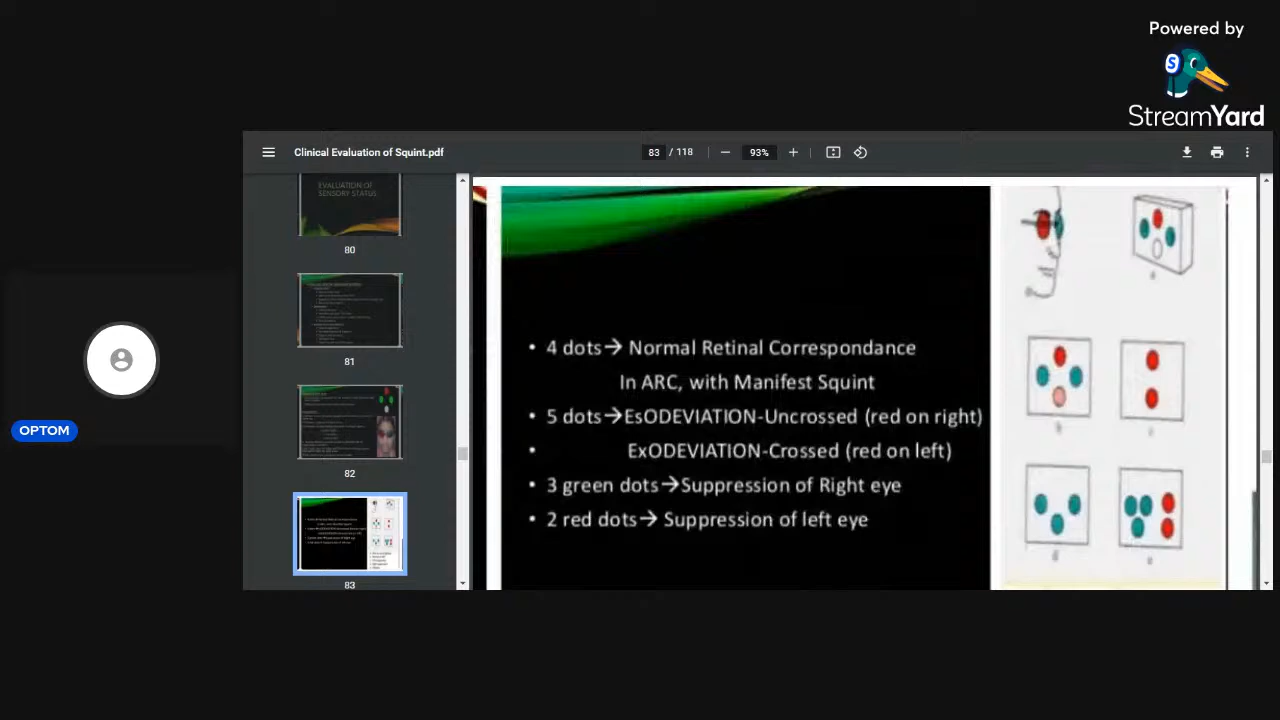 Powered by
StreamYard
Clinical Evaluation of Squint.pdf
83 / 118
93%
EVALUATION OF
SENSORY STATUS
80
81
82
83
• 4 dots→ Normal Retinal Correspondance
In ARC, with Manifest Squint
• 5 dots→EsODEVIATION-Uncrossed (red on right)
• ExODEVIATION-Crossed (red on left)
• 3 green dots→Suppression of Right eye
• 2 red dots→ Suppression of left eye
OPTOM